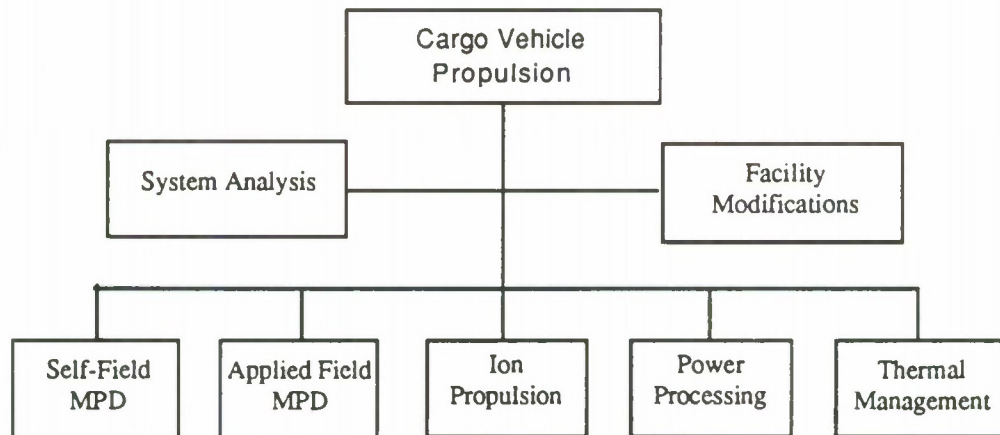 Cargo Vehicle
Propulsion
System Analysis
Facility
Modifications
Self-Field
MPD
Applied Field
MPD
Ion
Propulsion
Power
Processing
Thermal
Management